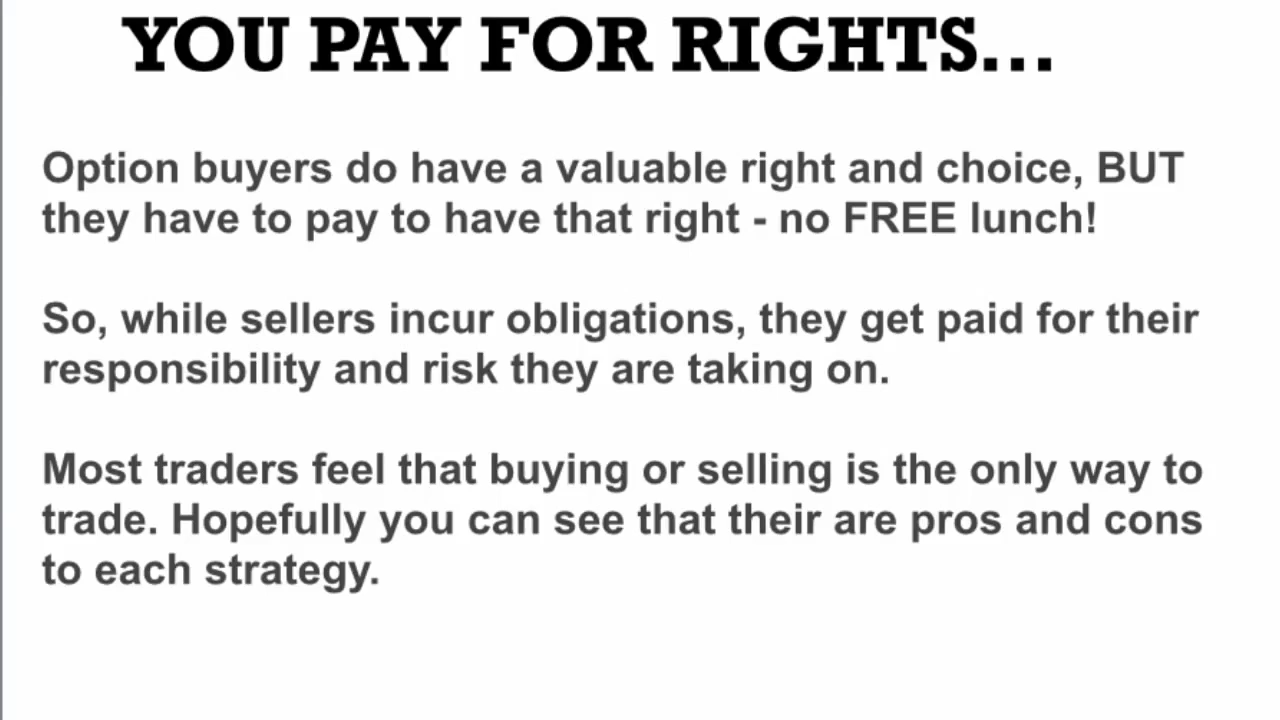 YOU PAY FOR RIGHTS...
Option buyers do have a valuable right and choice, BUT
they have to pay to have that right - no FREE lunch!
So, while sellers incur obligations, they get paid for their
responsibility and risk they are taking on.
Most traders feel that buying or selling is the only way to
trade. Hopefully you can see that their are pros and cons
to each strategy.